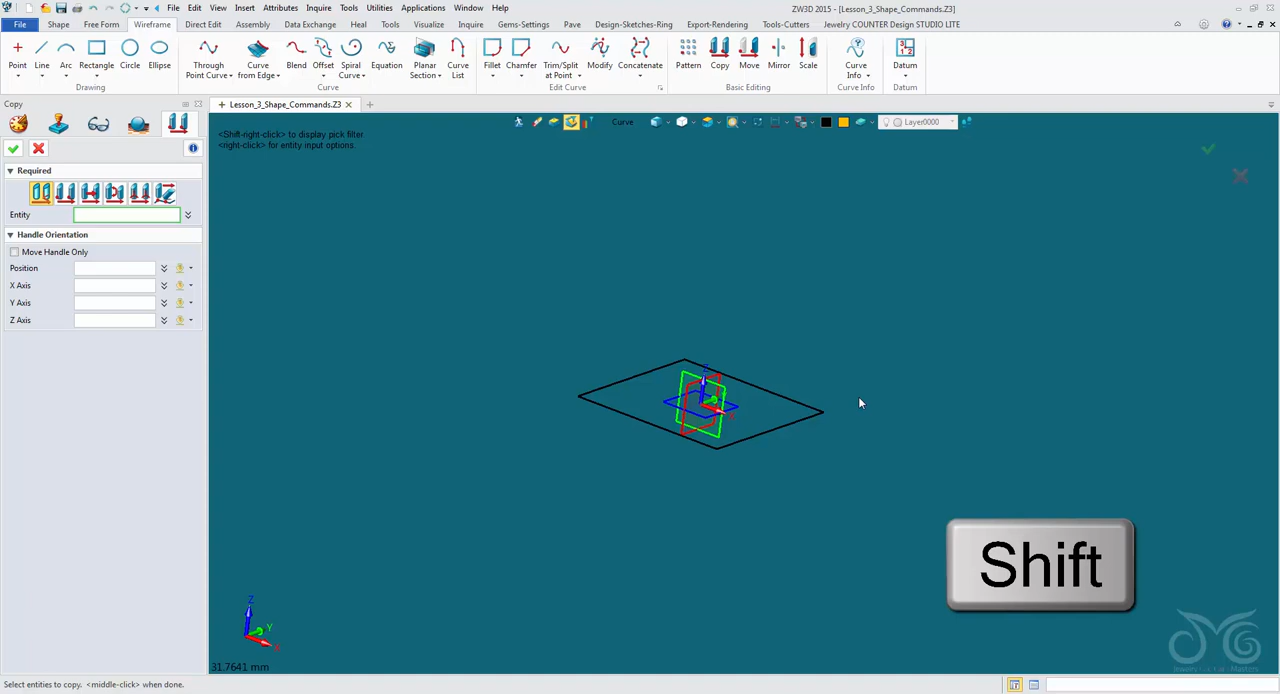 File Edit View Insert Attributes Inquire Tools Utilities Applications Window Help
ZW3D 2015 - [Lesson_3_Shape_Commands.Z3]
File Shape Free Form Wireframe Direct Edit Assembly Data Exchange Heal Tools Visualize Inquire Gems-Settings Pave Design-Sketches-Ring Export-Rendering Tools-Cutters Jewelry COUNTER Design STUDIO LITE
Point Line Arc Rectangle Circle Ellipse Through Point Curve Curve from Edge Blend Offset Spiral Curve Equation Planar Section Curve List Fillet Chamfer Trim/Split at Point Modify Concatenate Pattern Copy Move Mirror Scale Curve Info Datum
Drawing Curve Edit Curve Basic Editing Curve Info Datum
Copy
Lesson_3_Shape_Commands.Z3
Curve
Layer0000
<Shift-right-click> to display pick filter
<right-click> for entity input options.
Required
Entity
Handle Orientation
Move Handle Only
Position
X Axis
Y Axis
Z Axis
Z
X
Shift
Z
Y
X
31.7641 mm
Select entities to copy. <middle-click> when done.